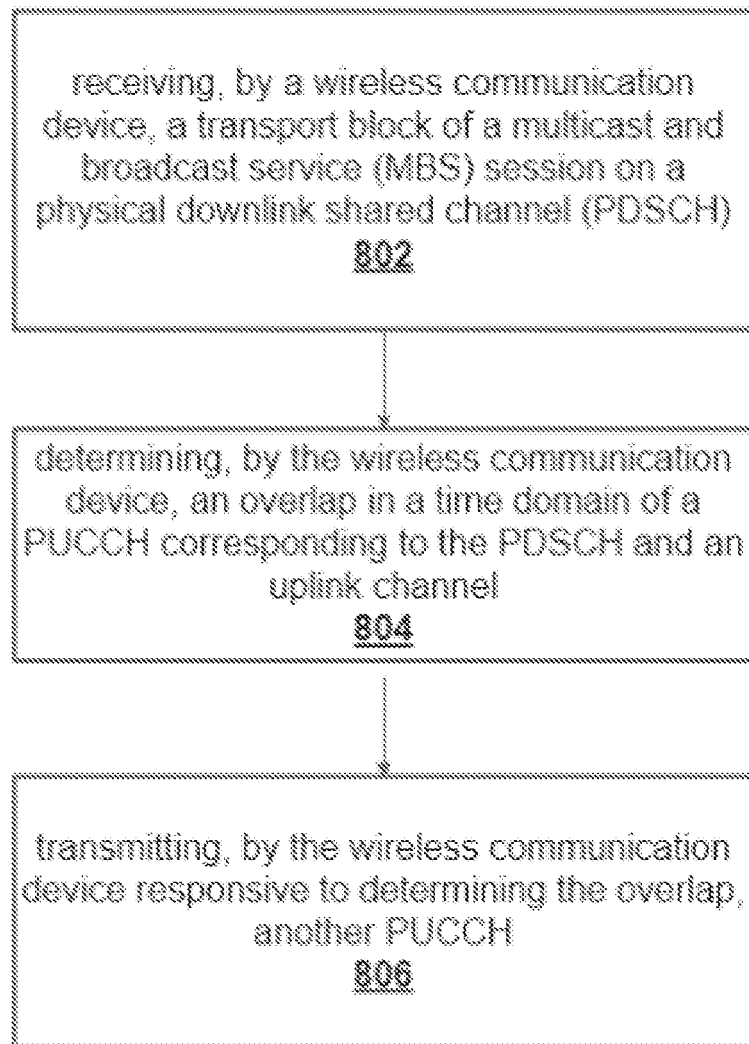 receiving, by a wireless communication
device, a transport block of a multicast and
broadcast service (MBS) session on a
physical downlink shared channel (PDSCH)
802
determining, by the wireless communication
device, an overlap in a time domain of a
PUCCH corresponding to the PDSCH and an
uplink channel
804
transmitting, by the wireless communication
device responsive to determining the overlap,
another PUCCH
806